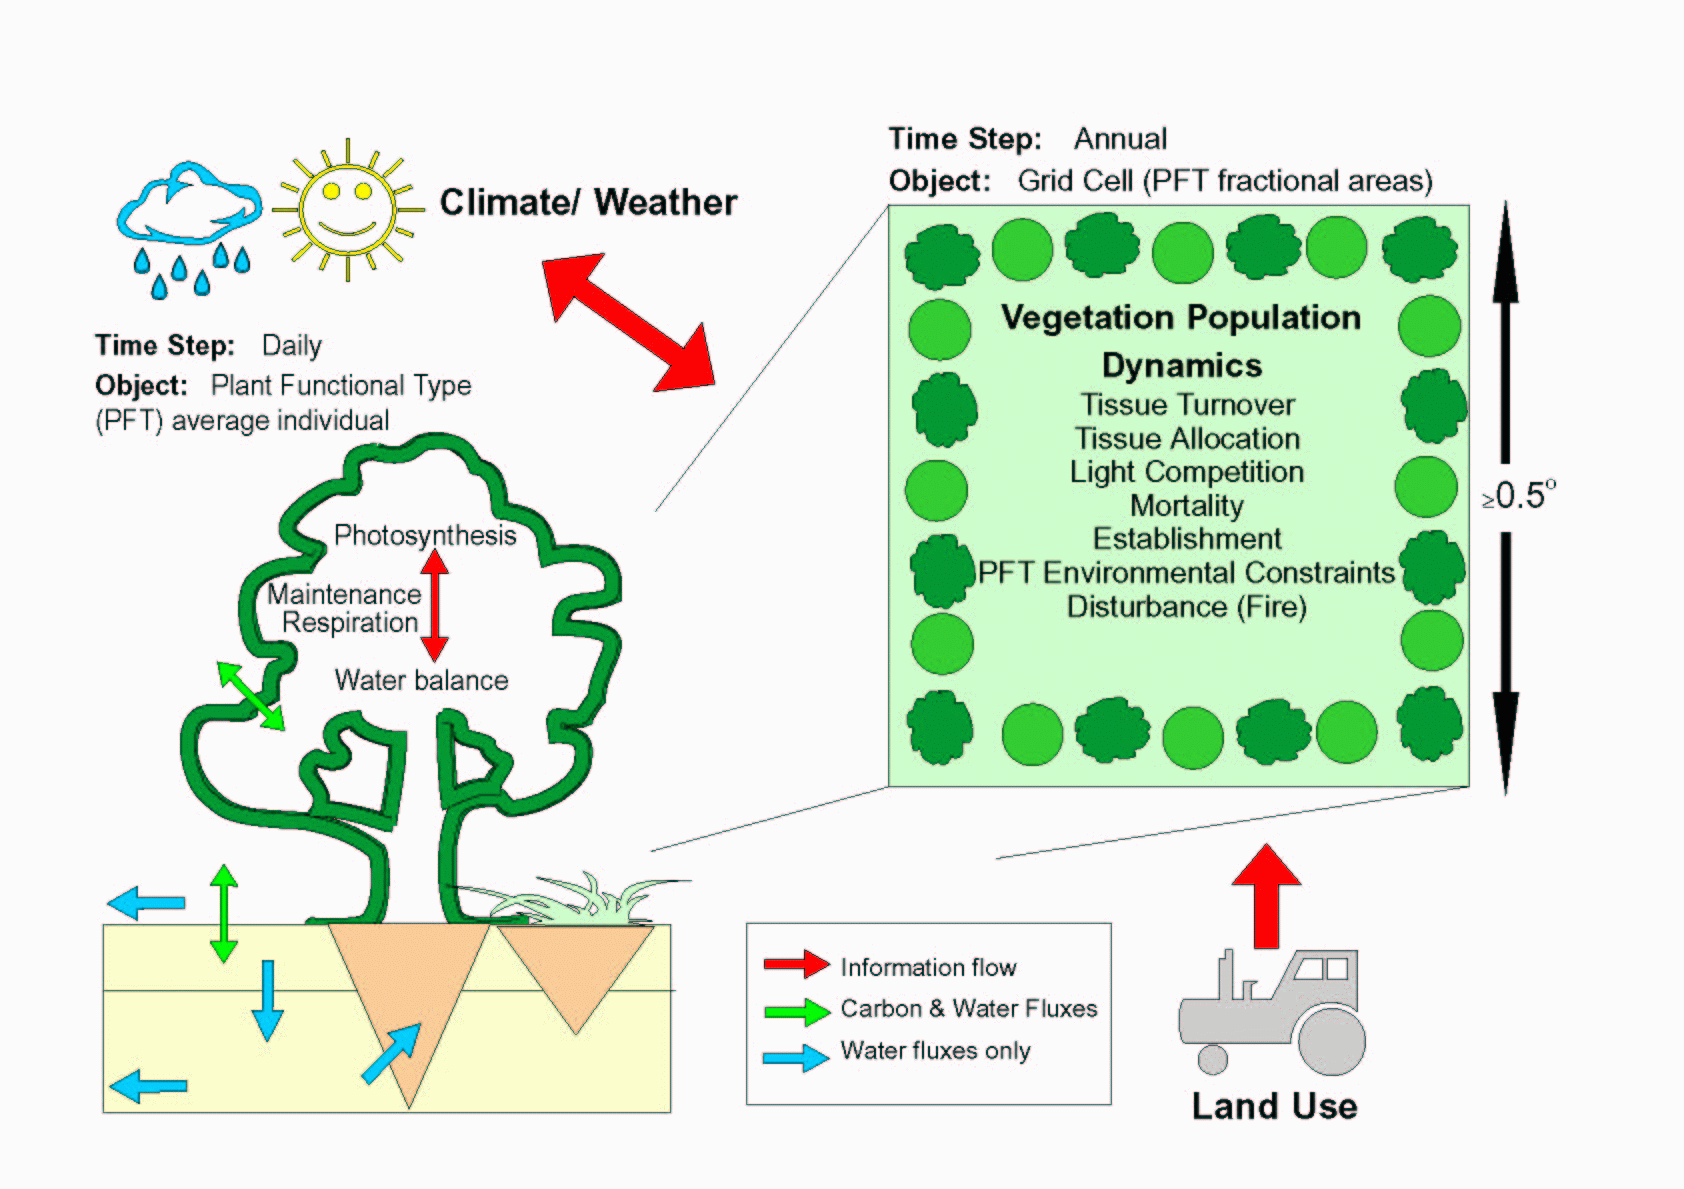 Climate/ Weather
Time Step: Daily
Object: Plant Functional Type
(PFT) average individual
Photosynthesis
Maintenance
Respiration
Water balance
Time Step: Annual
Object: Grid Cell (PFT fractional areas)
Vegetation Population
Dynamics
Tissue Turnover
Tissue Allocation
Light Competition
Mortality
Establishment
PFT Environmental Constraints
Disturbance (Fire)
≥0.5°
Information flow
Carbon & Water Fluxes
Water fluxes only
Land Use